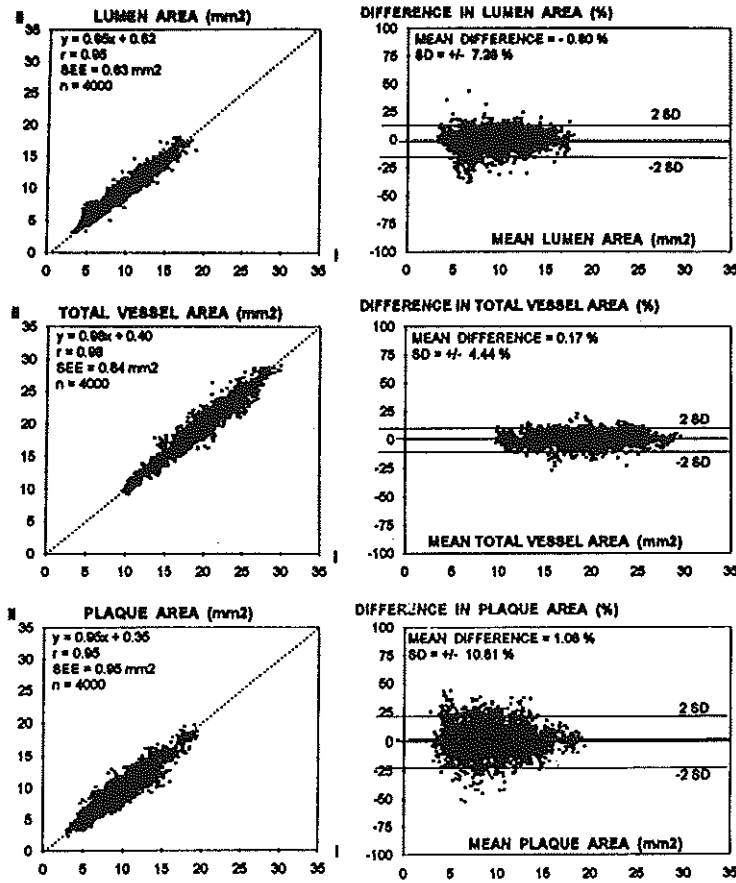 II LUMEN AREA (mm2)
35
y = 0.95x + 0.62
r = 0.95
SEE = 0.63 mm2
n = 4000
30
25
20
15
10
5
0
0 5 10 15 20 25 30 35 I
DIFFERENCE IN LUMEN AREA (%)
100
MEAN DIFFERENCE = - 0.80 %
SD = +/- 7.28 %
75
50
25
0
-25
-50
-75
-100
2 SD
-2 SD
MEAN LUMEN AREA (mm2)
0 5 10 15 20 25 30 35
II TOTAL VESSEL AREA (mm2)
35
y = 0.98x + 0.40
r = 0.98
SEE = 0.84 mm2
n = 4000
30
25
20
15
10
5
0
0 5 10 15 20 25 30 35 I
DIFFERENCE IN TOTAL VESSEL AREA (%)
100
MEAN DIFFERENCE = 0.17 %
SD = +/- 4.44 %
75
50
25
0
-25
-50
-75
-100
2 SD
-2 SD
MEAN TOTAL VESSEL AREA (mm2)
0 5 10 15 20 25 30 35
II PLAQUE AREA (mm2)
35
y = 0.95x + 0.35
r = 0.95
SEE = 0.95 mm2
n = 4000
30
25
20
15
10
5
0
0 5 10 15 20 25 30 35 I
DIFFERENCE IN PLAQUE AREA (%)
100
MEAN DIFFERENCE = 1.08 %
SD = +/- 10.81 %
75
50
25
0
-25
-50
-75
-100
2 SD
-2 SD
MEAN PLAQUE AREA (mm2)
0 5 10 15 20 25 30 35